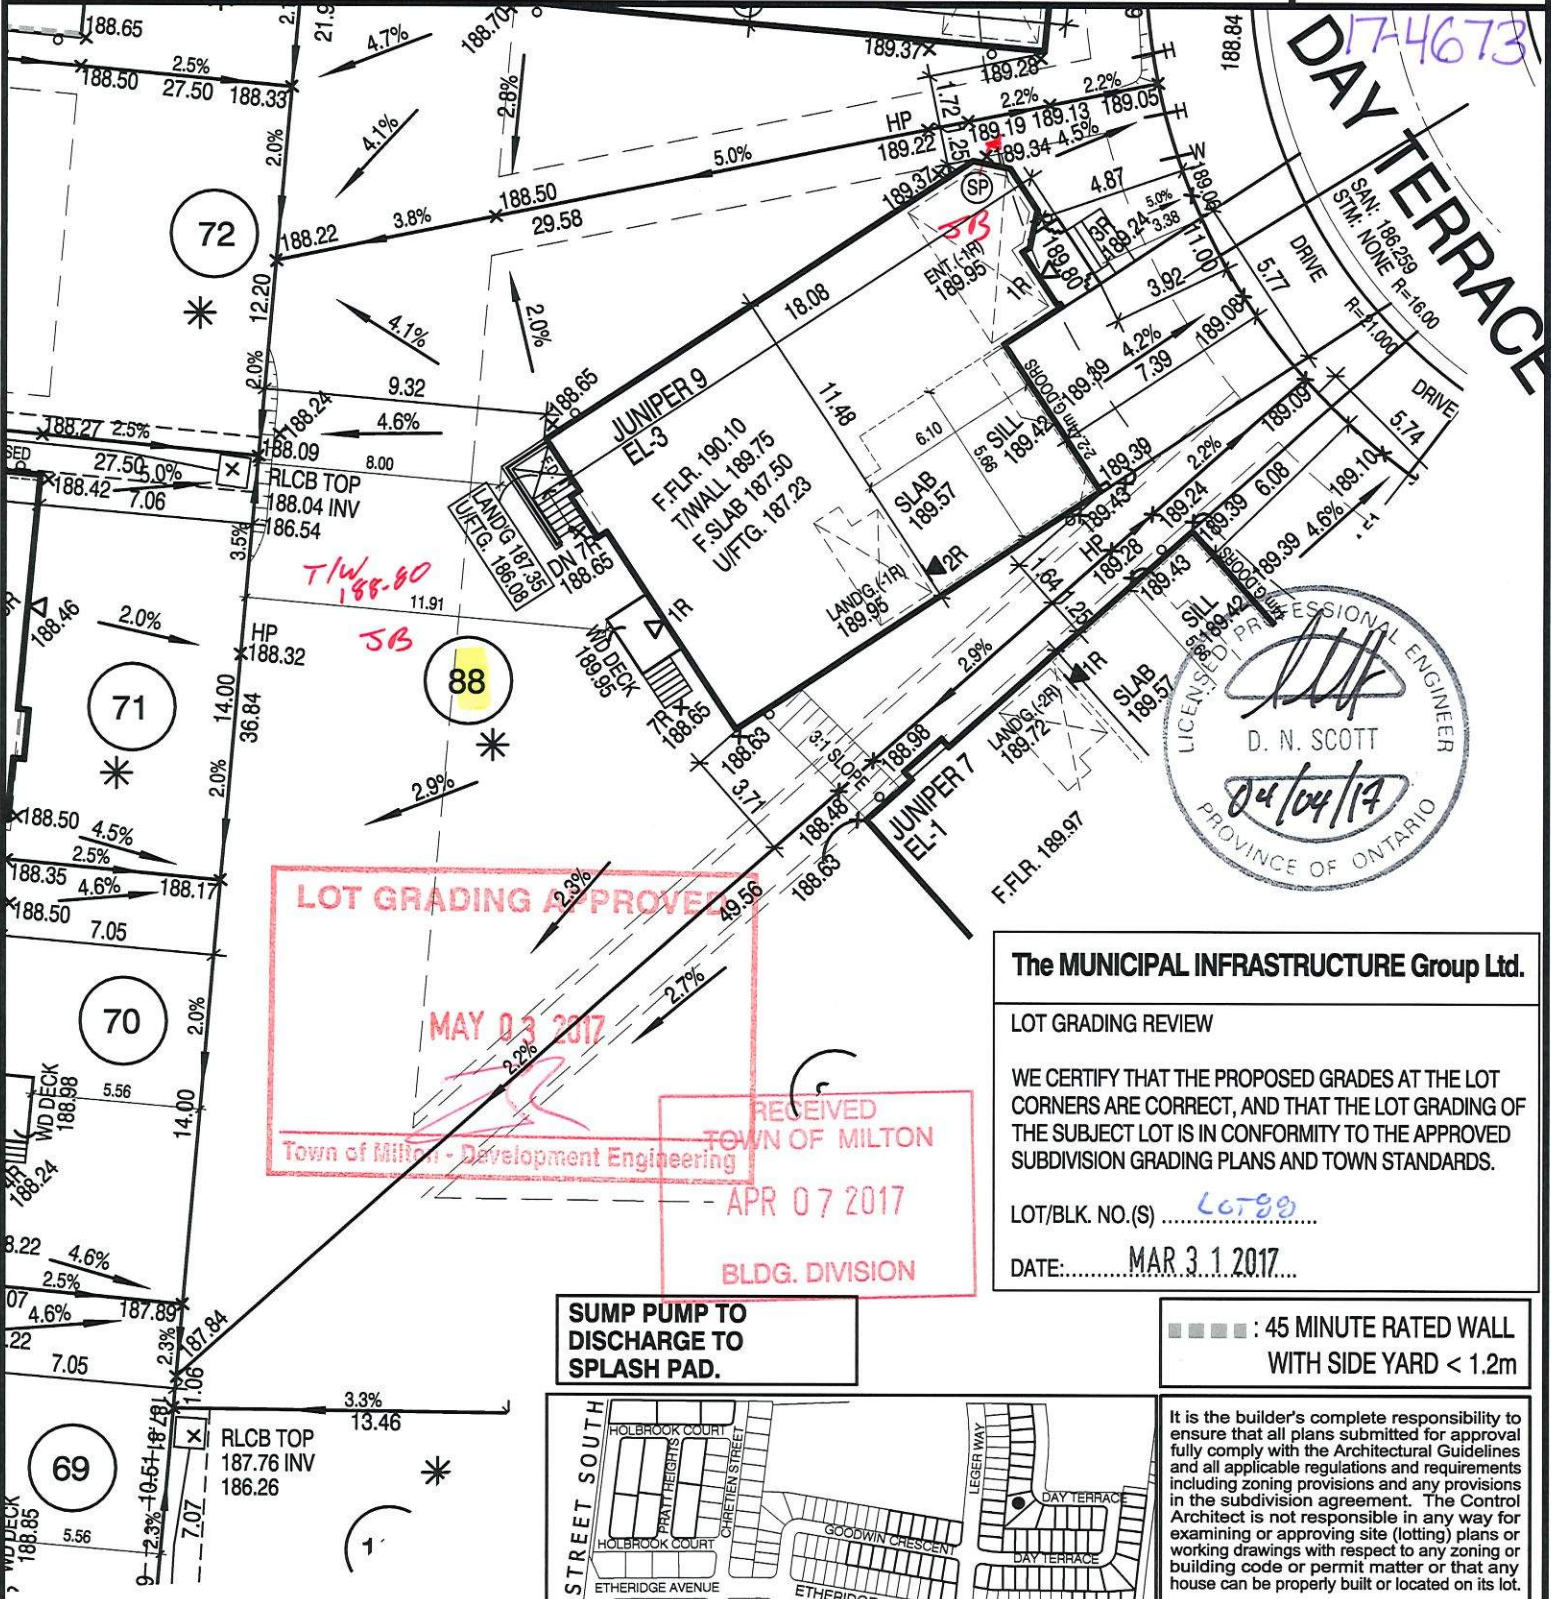 17-4673
DAY TERRACE
188.65
2.5%
188.50 27.50 188.33
4.7%
188.70
189.37
189.28
188.84
2.8%
4.1%
2.0%
1.72
2.2%
2.2%
189.05
HP
189.22
189.19 189.13
4.5%
189.34
.25
5.0%
W
H
H
189.06
SAN: 186.259
STM: NONE
R=16.00
R=21.000
188.50
3.8%
29.58
188.22
72
12.20
4.1%
2.0%
2.0%
189.37
SP
JB
ENT.(-1R)
189.95
1R
189.80
3R
189.24
5.0%
3.38
4.87
11.00
3.92
5.77
DRIVE
DRIVE
5.74
18.08
11.48
4.2%
7.39
189.08
189.39
9.32
4.6%
188.65
188.24
188.09
188.27 2.5%
27.50
5.0%
188.42
7.06
8.00
RLCB TOP
188.04 INV
186.54
JUNIPER 9
EL-3
F.FLR. 190.10
T/WALL 189.75
F.SLAB 187.50
U/FTG. 187.23
6.10
5.96
SILL
189.42
SLAB
189.57
2-2.44m G.DOORS
189.39
189.43
HP
189.28
189.24
2.2%
189.09
189.39
6.08
189.10
189.39 4.6%
LANDG 187.35
U/FTG. 186.08
DN 7R
188.65
LANDG.(-1R)
189.95
2R
1.64
1.25
189.43
SILL
189.42
3.5%
T/W
188.80
JB
11.91
2.0%
188.46
HP
188.32
71
14.00
36.84
88
WD DECK
189.95
1R
7R
188.65
188.63
3.71
3:1 SLOPE
2.9%
188.98
188.48
188.63
1R
SLAB
189.57
LANDG.(-2R)
189.72
JUNIPER 7
EL-1
F.FLR. 189.97
LICENSED PROFESSIONAL ENGINEER
D. N. SCOTT
04/04/17
PROVINCE OF ONTARIO
2.0%
2.9%
188.50 4.5%
2.5%
188.35
4.6%
188.17
188.50
7.05
LOT GRADING APPROVED
2.3%
49.56
2.7%
MAY 03 2017
2.2%
Town of Milton - Development Engineering
RECEIVED
TOWN OF MILTON
APR 07 2017
BLDG. DIVISION
70
2.0%
WD DECK
188.98
5.56
14.00
4R
188.24
4.6%
2.5%
4.6%
187.89
187.84
2.3%
7.05
1.06
The MUNICIPAL INFRASTRUCTURE Group Ltd.
LOT GRADING REVIEW
WE CERTIFY THAT THE PROPOSED GRADES AT THE LOT
CORNERS ARE CORRECT, AND THAT THE LOT GRADING OF
THE SUBJECT LOT IS IN CONFORMITY TO THE APPROVED
SUBDIVISION GRADING PLANS AND TOWN STANDARDS.
LOT/BLK. NO.(S) LOT 88
DATE: MAR 31 2017
SUMP PUMP TO
DISCHARGE TO
SPLASH PAD.
: 45 MINUTE RATED WALL
WITH SIDE YARD < 1.2m
3.3%
13.46
RLCB TOP
187.76 INV
186.26
69
187.81
10.51
2.3%
7.07
WD DECK
188.85
5.56
STREET SOUTH
HOLBROOK COURT
PRATT HEIGHTS
CHRETIEN STREET
HOLBROOK COURT
ETHERIDGE AVENUE
GOODWIN CRESCENT
LEGER WAY
DAY TERRACE
DAY TERRACE
It is the builder's complete responsibility to
ensure that all plans submitted for approval
fully comply with the Architectural Guidelines
and all applicable regulations and requirements
including zoning provisions and any provisions
in the subdivision agreement. The Control
Architect is not responsible in any way for
examining or approving site (lotting) plans or
working drawings with respect to any zoning or
building code or permit matter or that any
house can be properly built or located on its lot.